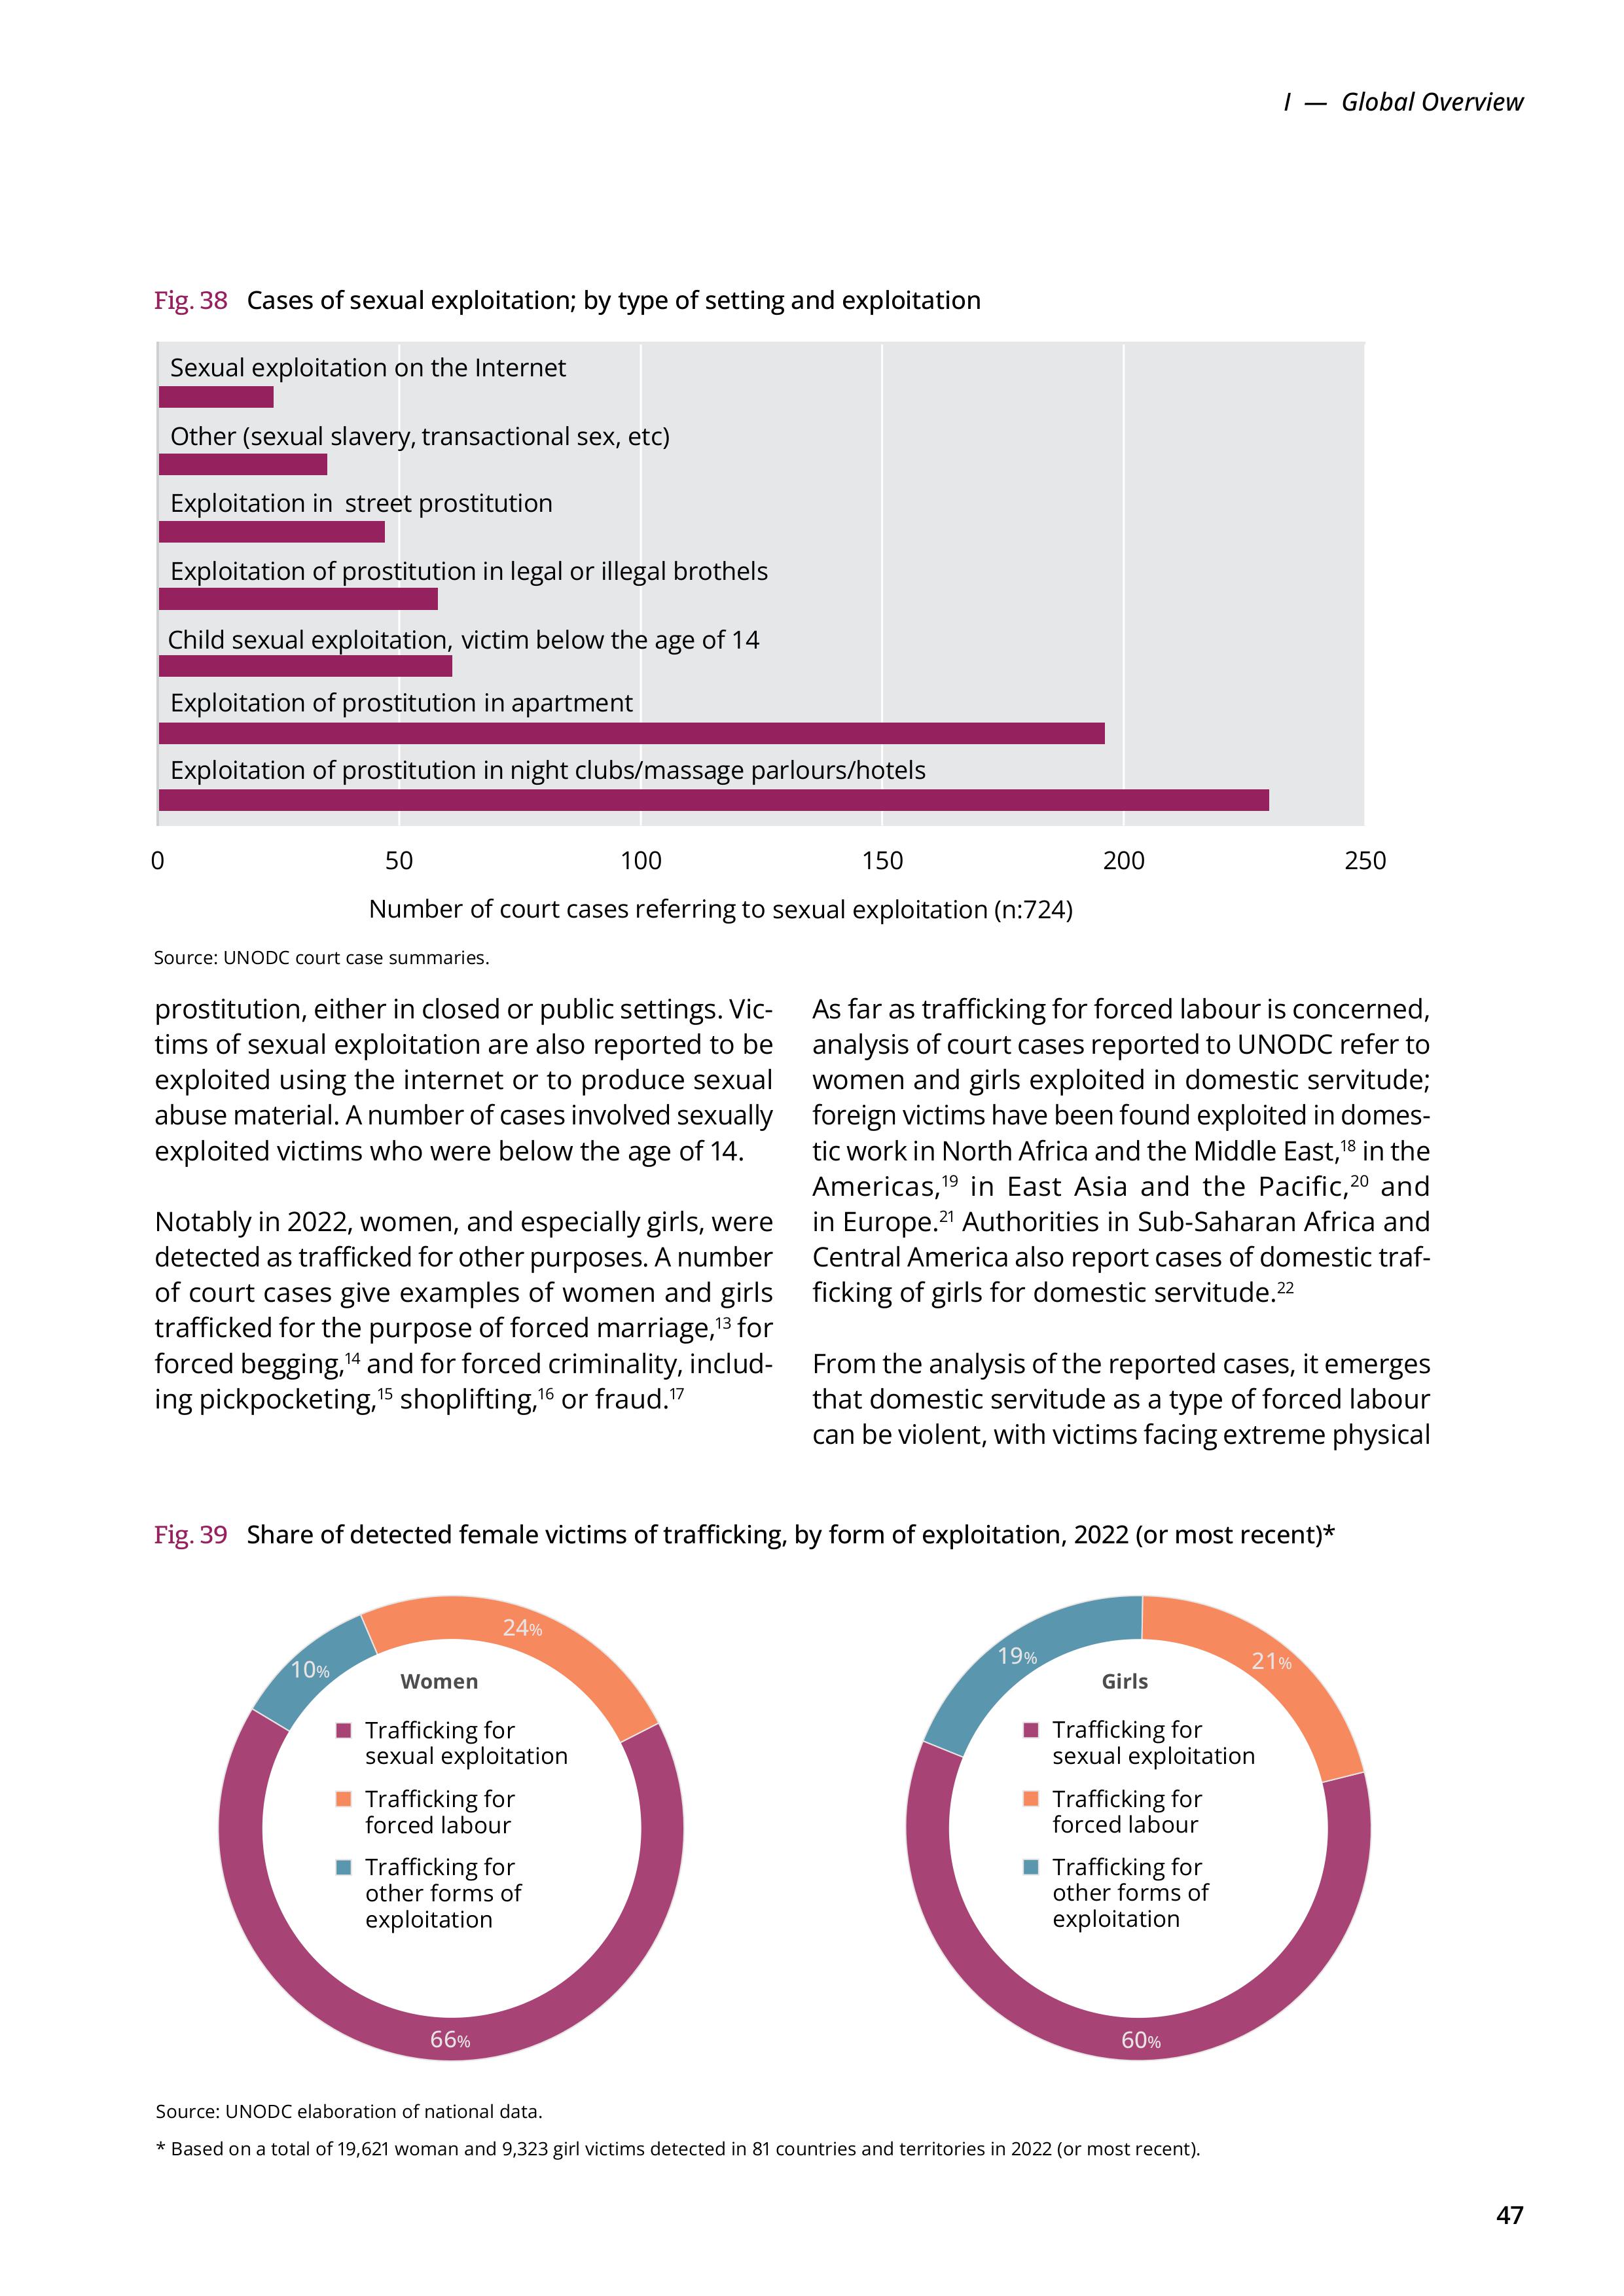 I — Global Overview
Fig. 38 Cases of sexual exploitation; by type of setting and exploitation
Sexual exploitation on the Internet
Other (sexual slavery, transactional sex, etc)
Exploitation in street prostitution
Exploitation of prostitution in legal or illegal brothels
Child sexual exploitation, victim below the age of 14
Exploitation of prostitution in apartment
Exploitation of prostitution in night clubs/massage parlours/hotels
0 50 100 150 200 250
Number of court cases referring to sexual exploitation (n:724)
Source: UNODC court case summaries.
prostitution, either in closed or public settings. Vic-
tims of sexual exploitation are also reported to be
exploited using the internet or to produce sexual
abuse material. A number of cases involved sexually
exploited victims who were below the age of 14.
Notably in 2022, women, and especially girls, were
detected as trafficked for other purposes. A number
of court cases give examples of women and girls
trafficked for the purpose of forced marriage,13 for
forced begging,14 and for forced criminality, includ-
ing pickpocketing,15 shoplifting,16 or fraud.17
As far as trafficking for forced labour is concerned,
analysis of court cases reported to UNODC refer to
women and girls exploited in domestic servitude;
foreign victims have been found exploited in domes-
tic work in North Africa and the Middle East,18 in the
Americas,19 in East Asia and the Pacific,20 and
in Europe.21 Authorities in Sub-Saharan Africa and
Central America also report cases of domestic traf-
ficking of girls for domestic servitude.22
From the analysis of the reported cases, it emerges
that domestic servitude as a type of forced labour
can be violent, with victims facing extreme physical
Fig. 39 Share of detected female victims of trafficking, by form of exploitation, 2022 (or most recent)*
24%
10%
Women
Trafficking for
sexual exploitation
Trafficking for
forced labour
Trafficking for
other forms of
exploitation
66%
19%
21%
Girls
Trafficking for
sexual exploitation
Trafficking for
forced labour
Trafficking for
other forms of
exploitation
60%
Source: UNODC elaboration of national data.
* Based on a total of 19,621 woman and 9,323 girl victims detected in 81 countries and territories in 2022 (or most recent).
47